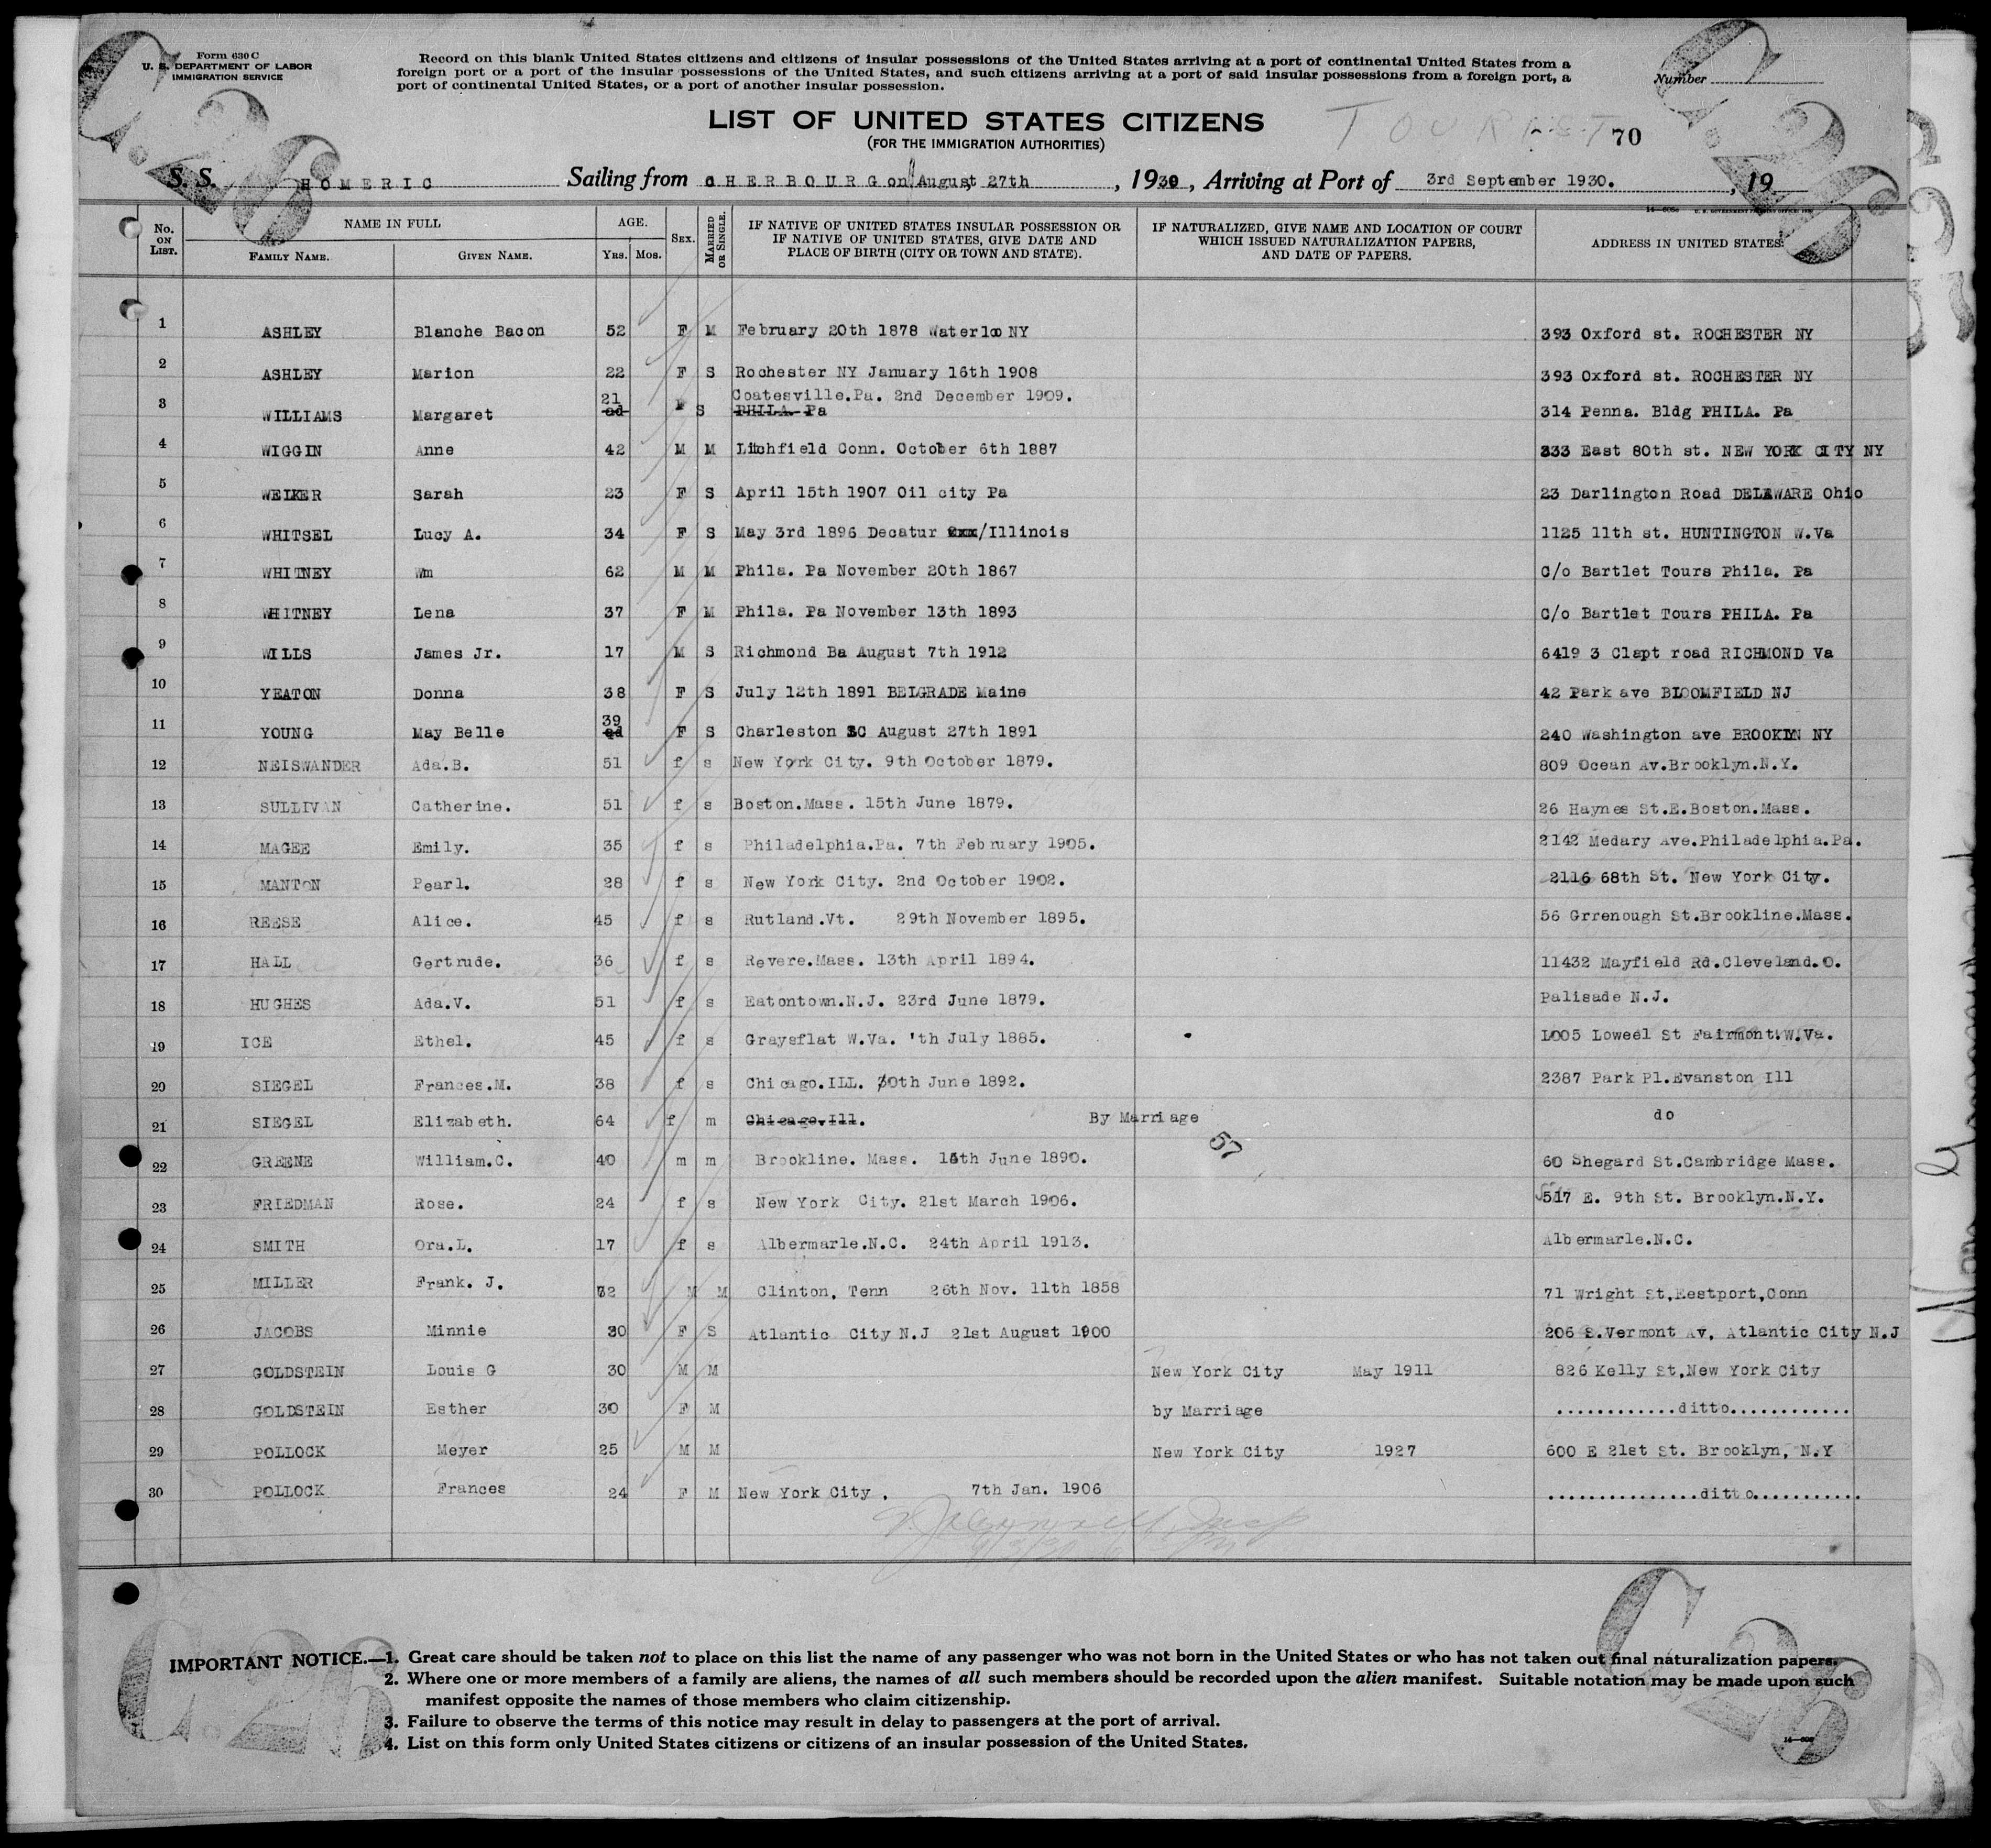 Form 630 C
U. S. DEPARTMENT OF LABOR
IMMIGRATION SERVICE
Record on this blank United States citizens and citizens of insular possessions of the United States arriving at a port of continental United States from a
foreign port or a port of the insular possessions of the United States, and such citizens arriving at a port of said insular possessions from a foreign port, a
port of continental United States, or a port of another insular possession.
Number
LIST OF UNITED STATES CITIZENS
(FOR THE IMMIGRATION AUTHORITIES)
TOURIST 70
S. S. HOMERIC Sailing from CHERBOURG on August 27th, 1930, Arriving at Port of 3rd September 1930., 19
No. ON LIST. NAME IN FULL FAMILY NAME. GIVEN NAME. AGE. YRS. MOS. SEX. MARRIED OR SINGLE. IF NATIVE OF UNITED STATES INSULAR POSSESSION OR IF NATIVE OF UNITED STATES, GIVE DATE AND PLACE OF BIRTH (CITY OR TOWN AND STATE). IF NATURALIZED, GIVE NAME AND LOCATION OF COURT WHICH ISSUED NATURALIZATION PAPERS, AND DATE OF PAPERS. ADDRESS IN UNITED STATES.
1 ASHLEY Blanche Bacon 52 F M February 20th 1878 Waterloo NY 393 Oxford st. ROCHESTER NY
2 ASHLEY Marion 22 F S Rochester NY January 16th 1908 393 Oxford st. ROCHESTER NY
21 Coatesville.Pa. 2nd December 1909.
3 WILLIAMS Margaret ad F S PHILA. Pa 314 Penna. Bldg PHILA. Pa
4 WIGGIN Anne 42 M M Litchfield Conn. October 6th 1887 333 East 80th st. NEW YORK CITY NY
5 WELKER Sarah 23 F S April 15th 1907 Oil city Pa 23 Darlington Road DELAWARE Ohio
6 WHITSEL Lucy A. 34 F S May 3rd 1896 Decatur /Illinois 1125 11th st. HUNTINGTON W.Va
7 WHITNEY Wm 62 M M Phila. Pa November 20th 1867 C/o Bartlet Tours Phila. Pa
8 WHITNEY Lena 37 F M Phila. Pa November 13th 1893 C/o Bartlet Tours PHILA. Pa
9 WILLS James Jr. 17 M S Richmond Ba August 7th 1912 6419 3 Clapt road RICHMOND Va
10 YEATON Donna 38 F S July 12th 1891 BELGRADE Maine 42 Park ave BLOOMFIELD NJ
39
11 YOUNG May Belle ad F S Charleston SC August 27th 1891 240 Washington ave BROOKLYN NY
12 NEISWANDER Ada.B. 51 f s New York City. 9th October 1879. 809 Ocean Av.Brooklyn.N.Y.
13 SULLIVAN Catherine. 51 f s Boston.Mass. 15th June 1879. 26 Haynes St.E.Boston.Mass.
14 MAGEE Emily. 35 f s Philadelphia.Pa. 7th February 1905. 2142 Medary Ave.Philadelphia.Pa.
15 MANTON Pearl. 28 f s New York City. 2nd October 1902. 2116 68th St. New York City.
16 REESE Alice. 45 f s Rutland.Vt. 29th November 1895. 56 Grrenough St.Brookline.Mass.
17 HALL Gertrude. 36 f s Revere.Mass. 13th April 1894. 11432 Mayfield Rd.Cleveland.O.
18 HUGHES Ada.V. 51 f s Eatontown.N.J. 23rd June 1879. Palisade N.J.
19 ICE Ethel. 45 f s Graysflat W.Va. 'th July 1885. 1005 Loweel St Fairmont.W.Va.
20 SIEGEL Frances.M. 38 f s Chicago.ILL. 30th June 1892. 2387 Park Pl.Evanston Ill
21 SIEGEL Elizabeth. 64 f m Chicago.Ill. By Marriage do
57
22 GREENE William.C. 40 m m Brookline. Mass. 15th June 1890. 60 Shegard St.Cambridge Mass.
23 FRIEDMAN Rose. 24 f s New York City. 21st March 1906. 517 E. 9th St. Brooklyn.N.Y.
24 SMITH Ora.L. 17 f s Albermarle.N.C. 24th April 1913. Albermarle.N.C.
25 MILLER Frank. J. 72 M M Clinton, Tenn 26th Nov. 11th 1858 71 Wright St,Eestport,Conn
26 JACOBS Minnie 30 F S Atlantic City N.J 21st August 1900 206 S.Vermont Av, Atlantic City N.J
27 GOLDSTEIN Louis G 30 M M New York City May 1911 826 Kelly St,New York City
28 GOLDSTEIN Esther 30 F M by Marriage ............ditto............
29 POLLOCK Meyer 25 M M New York City 1927 600 E 21st St. Brooklyn, N.Y
30 POLLOCK Frances 24 F M New York City , 7th Jan. 1906 ...............ditto...........
IMPORTANT NOTICE.—1. Great care should be taken not to place on this list the name of any passenger who was not born in the United States or who has not taken out final naturalization papers.
2. Where one or more members of a family are aliens, the names of all such members should be recorded upon the alien manifest. Suitable notation may be made upon such
manifest opposite the names of those members who claim citizenship.
3. Failure to observe the terms of this notice may result in delay to passengers at the port of arrival.
4. List on this form only United States citizens or citizens of an insular possession of the United States.